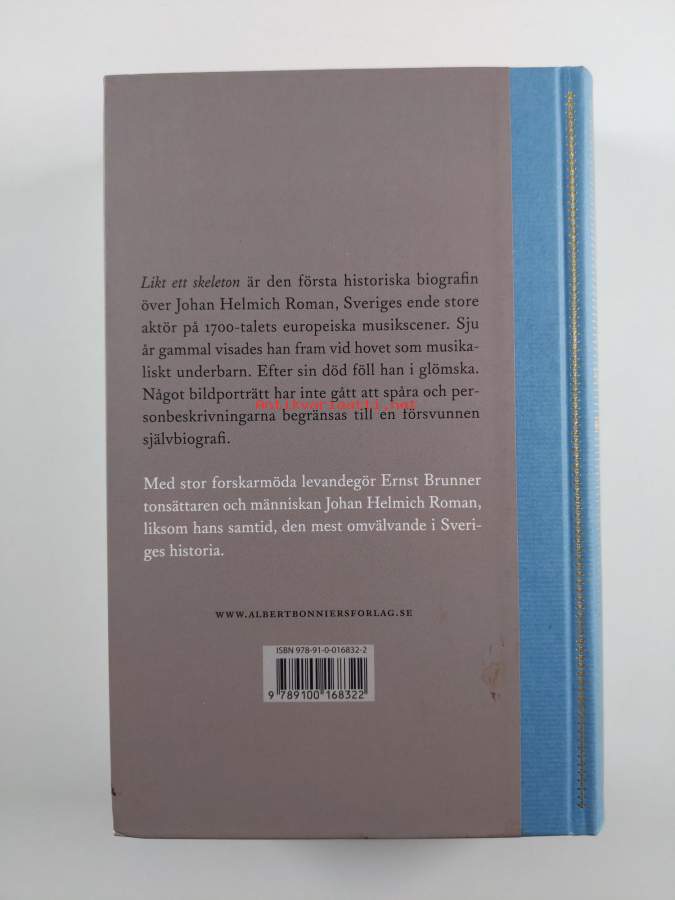 Likt ett skeleton är den första historiska biografin
över Johan Helmich Roman, Sveriges ende store
aktör på 1700-talets europeiska musikscener. Sju
år gammal visades han fram vid hovet som musika-
liskt underbarn. Efter sin död föll han i glömska.
Något bildporträtt har inte gått att spåra och per-
antikvariaatti.net
sonbeskrivningarna begränsas till en försvunnen
självbiografi.
Med stor forskarmöda levandegör Ernst Brunner
tonsättaren och människan Johan Helmich Roman,
liksom hans samtid, den mest omvälvande i Sveri-
ges historia.
WWW.ALBERTBONNIERSFORLAG.SE
ISBN 978-91-0-016832-2
9 789100 168322